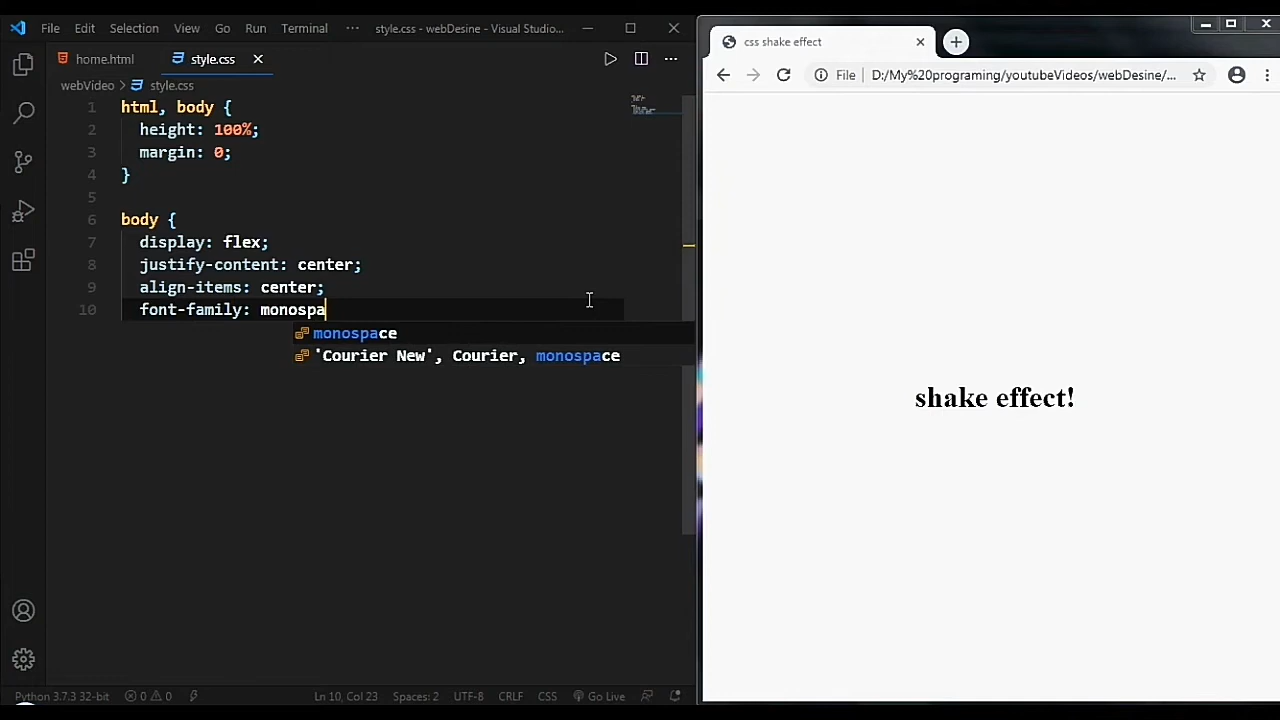 File Edit Selection View Go Run Terminal ··· style.css - webDesine - Visual Studio...
home.html style.css
webVideo > style.css
1 html, body {
2 height: 100%;
3 margin: 0;
4 }
5
6 body {
7 display: flex;
8 justify-content: center;
9 align-items: center;
10 font-family: monospa
monospace
'Courier New', Courier, monospace
Python 3.7.3 32-bit 0 0 Ln 10, Col 23 Spaces: 2 UTF-8 CRLF CSS Go Live
css shake effect
File D:/My%20programing/youtubeVideos/webDesine/...
shake effect!